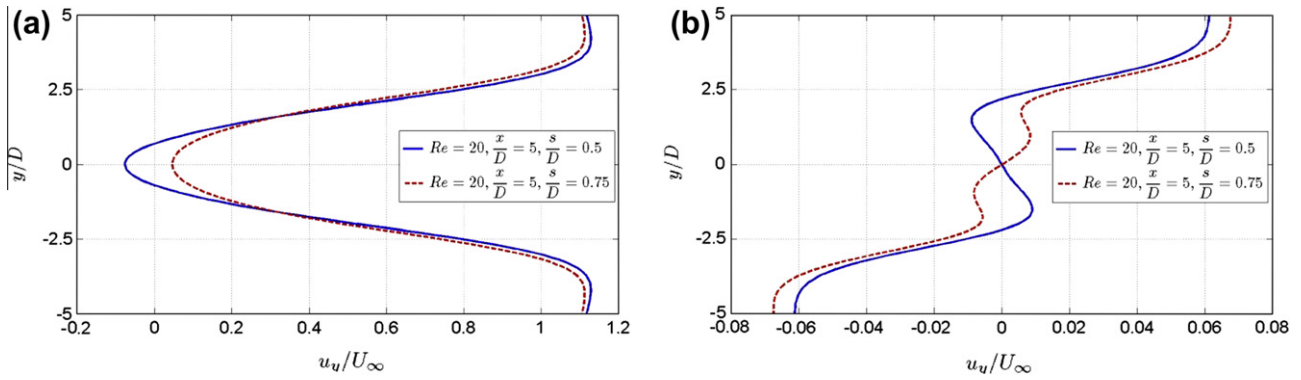 (a)
5
2.5
0
-2.5
-5
y/D
-0.2 0 0.2 0.4 0.6 0.8 1 1.2
u_y/U_∞
Re = 20, x/D = 5, s/D = 0.5
Re = 20, x/D = 5, s/D = 0.75
(b)
5
2.5
0
-2.5
-5
y/D
-0.08 -0.06 -0.04 -0.02 0 0.02 0.04 0.06 0.08
u_y/U_∞
Re = 20, x/D = 5, s/D = 0.5
Re = 20, x/D = 5, s/D = 0.75